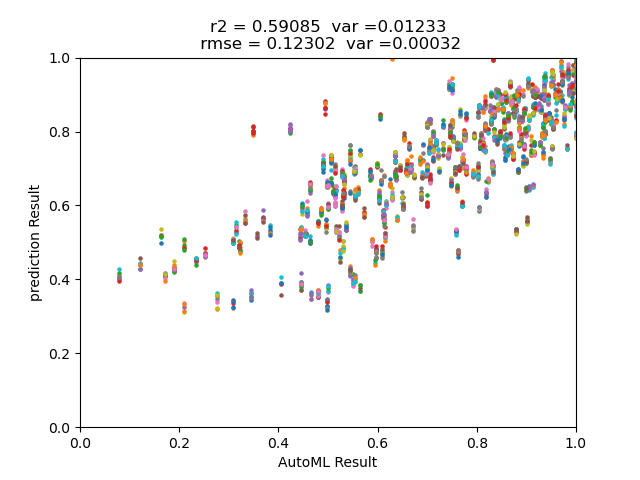 r2 = 0.59085  var =0.01233
rmse = 0.12302  var =0.00032
1.0
0.8
0.6
0.4
0.2
0.0
prediction Result
0.0 0.2 0.4 0.6 0.8 1.0
AutoML Result